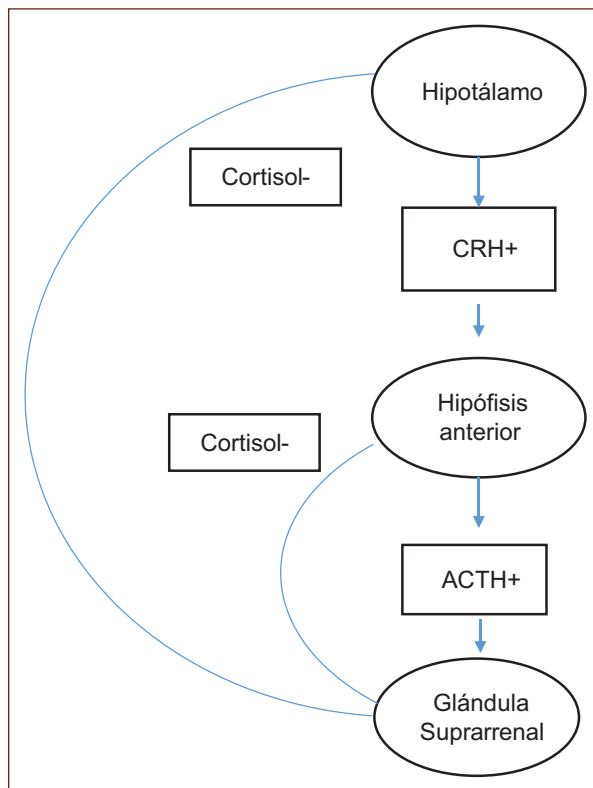 Hipotálamo
Cortisol-
CRH+
Hipófisis
anterior
Cortisol-
ACTH+
Glándula
Suprarrenal